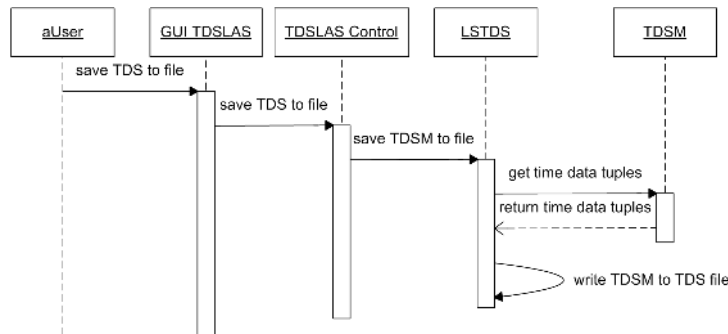 aUser
GUI TDSLAS
TDSLAS Control
LSTDS
TDSM
save TDS to file
save TDS to file
save TDSM to file
get time data tuples
return time data tuples
write TDSM to TDS file